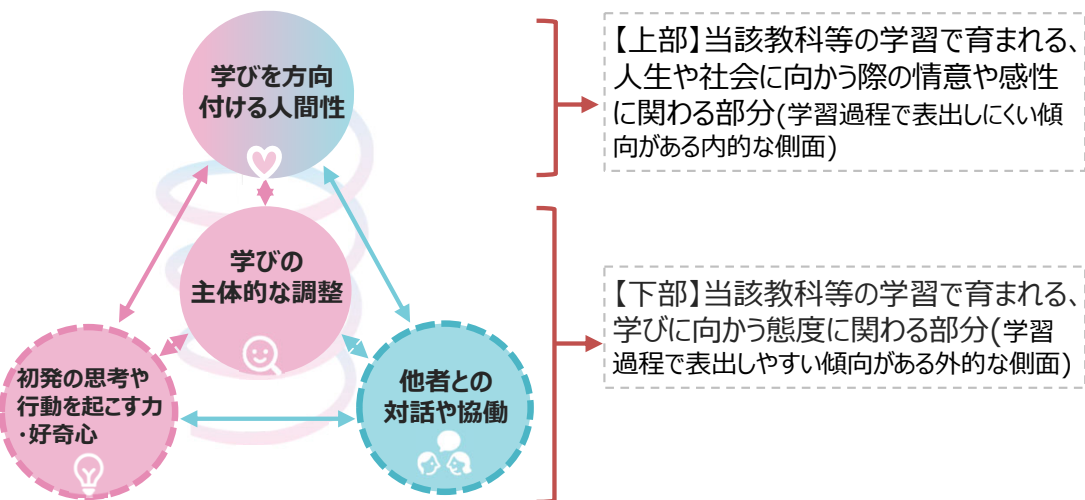 学びを方向
付ける人間性
【上部】当該教科等の学習で育まれる、
人生や社会に向かう際の情意や感性
に関わる部分(学習過程で表出しにくい傾
向がある内的な側面)
学びの
主体的な調整
【下部】当該教科等の学習で育まれる、
学びに向かう態度に関わる部分(学習
過程で表出しやすい傾向がある外的な側面)
初発の思考や
行動を起こす力
・好奇心
他者との
対話や協働